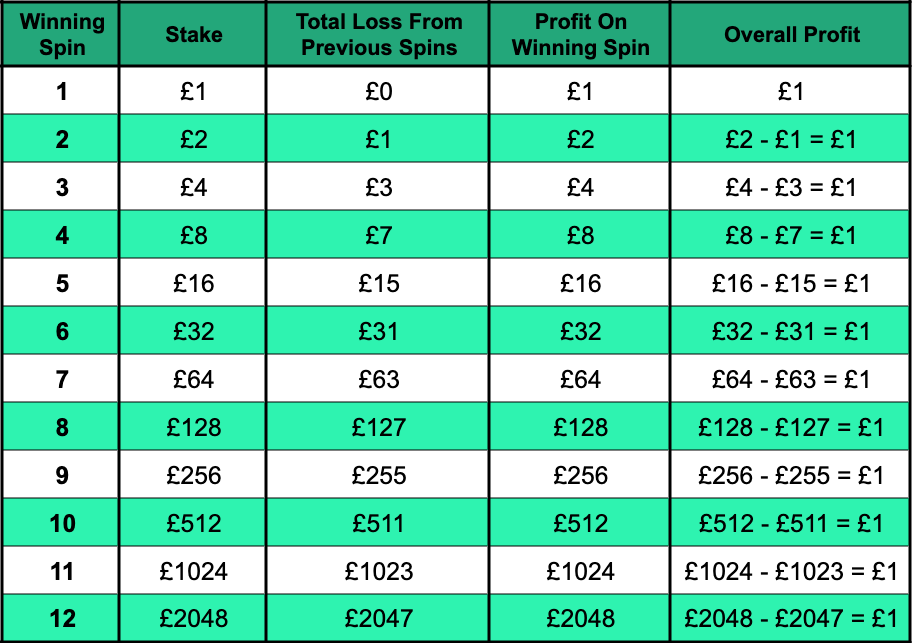 Winning Spin Stake Total Loss From Previous Spins Profit On Winning Spin Overall Profit
1 £1 £0 £1 £1
2 £2 £1 £2 £2 - £1 = £1
3 £4 £3 £4 £4 - £3 = £1
4 £8 £7 £8 £8 - £7 = £1
5 £16 £15 £16 £16 - £15 = £1
6 £32 £31 £32 £32 - £31 = £1
7 £64 £63 £64 £64 - £63 = £1
8 £128 £127 £128 £128 - £127 = £1
9 £256 £255 £256 £256 - £255 = £1
10 £512 £511 £512 £512 - £511 = £1
11 £1024 £1023 £1024 £1024 - £1023 = £1
12 £2048 £2047 £2048 £2048 - £2047 = £1